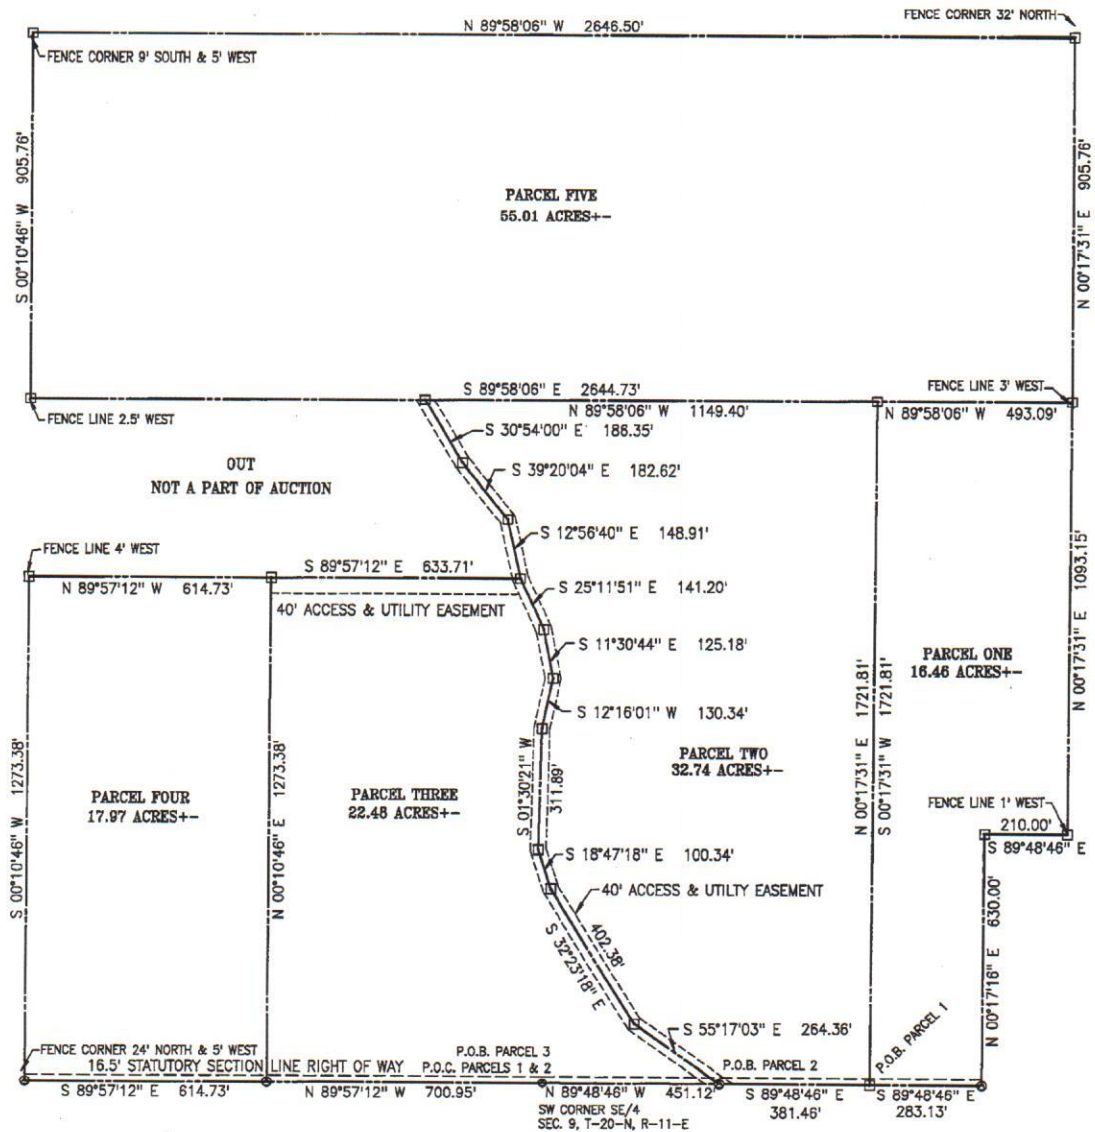 FENCE CORNER 32' NORTH
N 89°58'06" W 2646.50'
FENCE CORNER 9' SOUTH & 5' WEST
S 00°10'46" W 905.76'
N 00°17'31" E 905.76'
PARCEL FIVE
55.01 ACRES+-
S 89°58'06" E 2644.73'
FENCE LINE 3' WEST
FENCE LINE 2.5' WEST
N 89°58'06" W 1149.40'
N 89°58'06" W 493.09'
S 30°54'00" E 186.35'
OUT
NOT A PART OF AUCTION
S 39°20'04" E 182.62'
S 12°56'40" E 148.91'
FENCE LINE 4' WEST
S 89°57'12" E 633.71'
N 89°57'12" W 614.73'
S 25°11'51" E 141.20'
40' ACCESS & UTILITY EASEMENT
S 11°30'44" E 125.18'
N 00°17'31" E 1093.15'
PARCEL ONE
16.46 ACRES+-
S 12°16'01" W 130.34'
PARCEL TWO
32.74 ACRES+-
N 00°17'31" E 1721.81'
S 00°17'31" W 1721.81'
S 01°30'21" W
311.89'
S 00°10'46" W 1273.38'
PARCEL FOUR
17.97 ACRES+-
N 00°10'46" E 1273.38'
PARCEL THREE
22.48 ACRES+-
FENCE LINE 1' WEST
210.00'
S 89°48'46" E
S 18°47'18" E 100.34'
40' ACCESS & UTILTY EASEMENT
402.38'
S 32°23'18" E
N 00°17'16" E 630.00'
S 55°17'03" E 264.36'
P.O.B. PARCEL 1
FENCE CORNER 24' NORTH & 5' WEST
P.O.B. PARCEL 3
16.5' STATUTORY SECTION LINE RIGHT OF WAY
P.O.C. PARCELS 1 & 2
P.O.B. PARCEL 2
S 89°57'12" E 614.73'
N 89°57'12" W 700.95'
N 89°48'46" W 451.12'
S 89°48'46" E
381.46'
S 89°48'46" E
283.13'
SW CORNER SE/4
SEC. 9, T-20-N, R-11-E